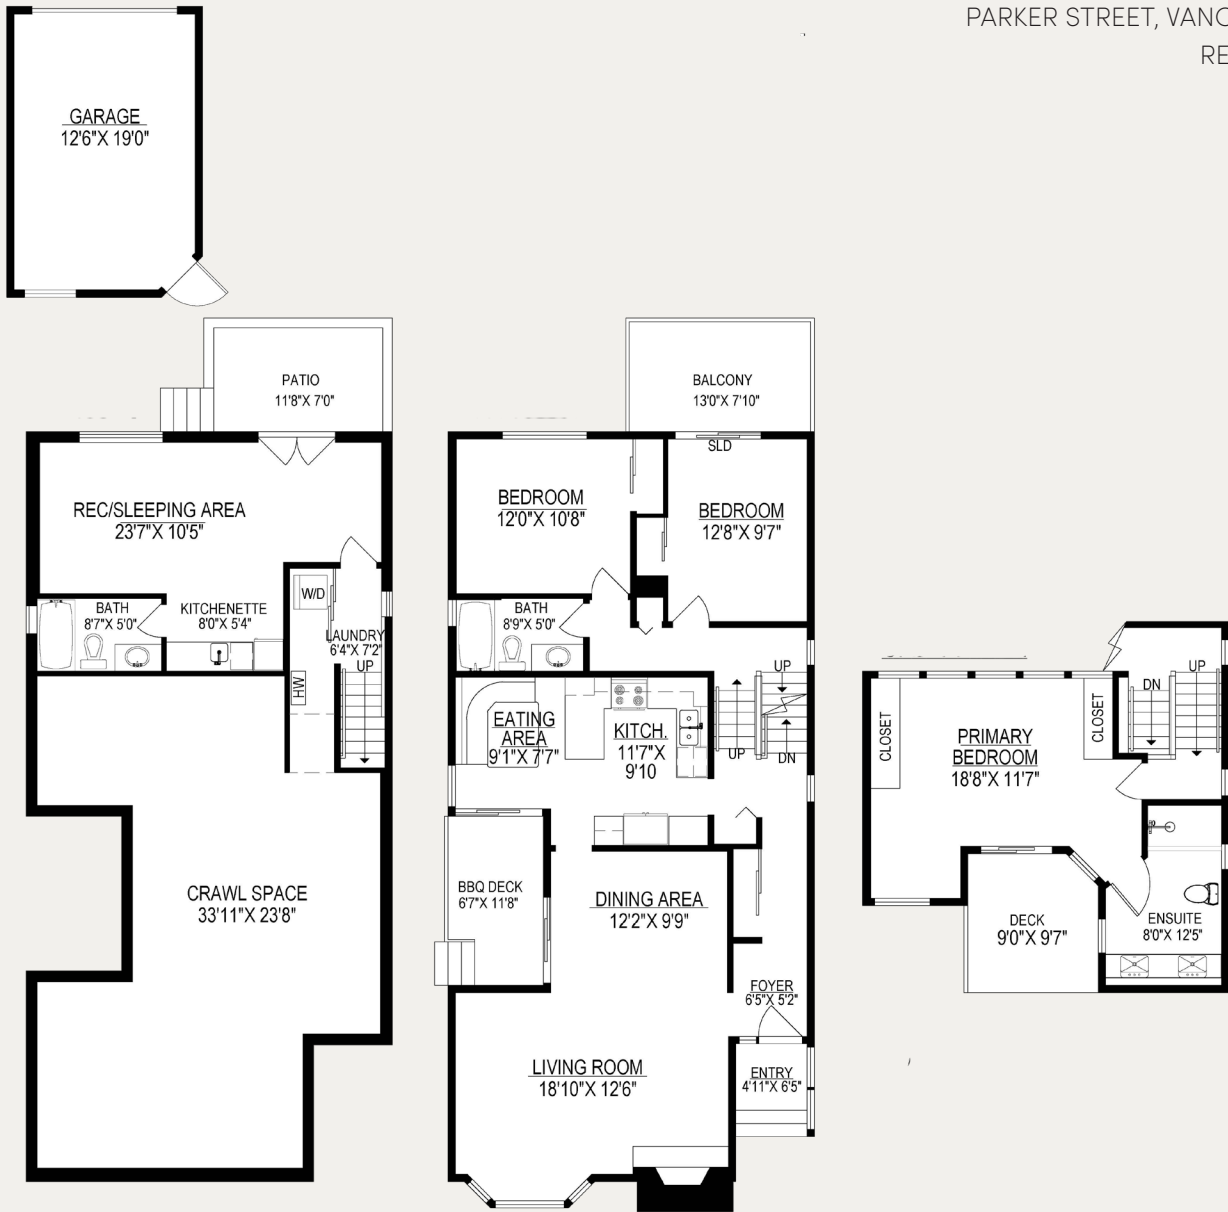 PARKER STREET, VANC
RE
GARAGE
12'6"X 19'0"
PATIO
11'8"X 7'0"
REC/SLEEPING AREA
23'7"X 10'5"
BATH
8'7"X 5'0"
KITCHENETTE
8'0"X 5'4"
W/D
LAUNDRY
6'4"X 7'2"
UP
HW
CRAWL SPACE
33'11"X 23'8"
BALCONY
13'0"X 7'10"
SLD
BEDROOM
12'0"X 10'8"
BEDROOM
12'8"X 9'7"
BATH
8'9"X 5'0"
EATING
AREA
9'1"X 7'7"
KITCH.
11'7"X
9'10
UP
UP
DN
BBQ DECK
6'7"X 11'8"
DINING AREA
12'2"X 9'9"
FOYER
6'5"X 5'2"
LIVING ROOM
18'10"X 12'6"
ENTRY
4'11"X 6'5"
CLOSET
PRIMARY
BEDROOM
18'8"X 11'7"
CLOSET
DN
UP
DECK
9'0"X 9'7"
ENSUITE
8'0"X 12'5"